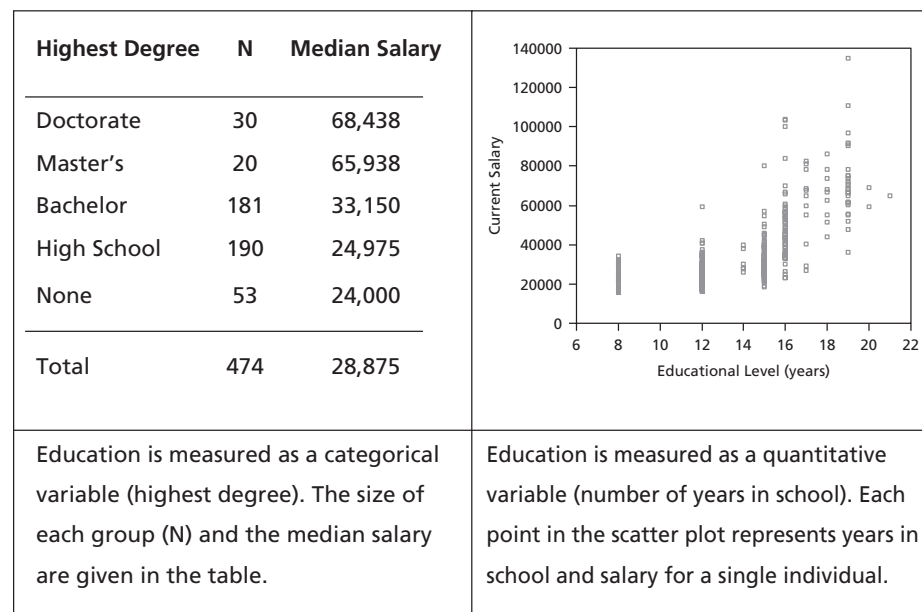 Highest Degree N Median Salary
Doctorate 30 68,438
Master's 20 65,938
Bachelor 181 33,150
High School 190 24,975
None 53 24,000
Total 474 28,875
140000
120000
100000
80000
60000
40000
20000
0
Current Salary
6 8 10 12 14 16 18 20 22
Educational Level (years)
Education is measured as a categorical
variable (highest degree). The size of
each group (N) and the median salary
are given in the table.
Education is measured as a quantitative
variable (number of years in school). Each
point in the scatter plot represents years in
school and salary for a single individual.